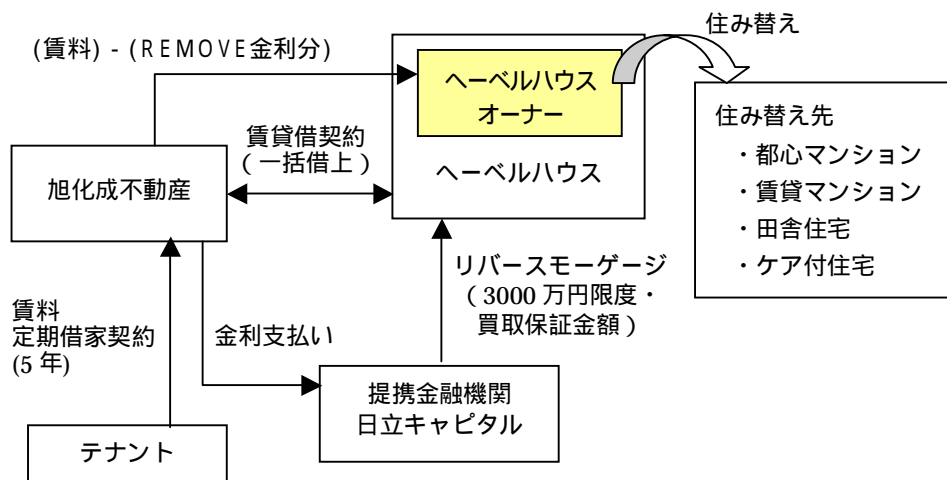 住み替え
(賃料) - (REMOVE金利分)
ヘーベルハウス
オーナー
ヘーベルハウス
賃貸借契約
（一括借上）
旭化成不動産
住み替え先
・都心マンション
・賃貸マンション
・田舎住宅
・ケア付住宅
リバースモーゲージ
（3000 万円限度・
買取保証金額）
賃料
定期借家契約
(5 年)
金利支払い
提携金融機関
日立キャピタル
テナント